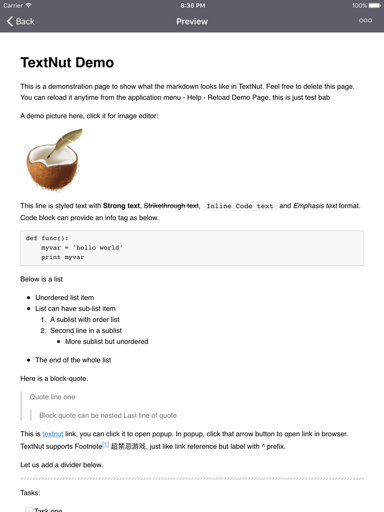 Carrier 8:36 PM 100%
Back Preview ooo
TextNut Demo
This is a demonstration page to show what the markdown looks like in TextNut. Feel free to delete this page.
You can reload it anytime from the application menu - Help - Reload Demo Page. this is just test bab
A demo picture here, click it for image editor:
This line is styled text with Strong text, Strikethrough text, Inline Code text and Emphasis text format.
Code block can provide an info tag as below.
def func():
    myvar = 'hello world'
    print myvar
Below is a list
Unordered list item
List can have sub-list item
1. A sublist with order list
2. Second line in a sublist
More sublist but unordered
The end of the whole list
Here is a block-quote.
Quote line one
Block quote can be nested Last line of quote
This is textnut link, you can click it to open popup. In popup, click that arrow button to open link in browser.
TextNut supports Footnote[1] 超禁忌游戏, just like link reference but label with ^ prefix.
Let us add a divider below.
Tasks:
Task one